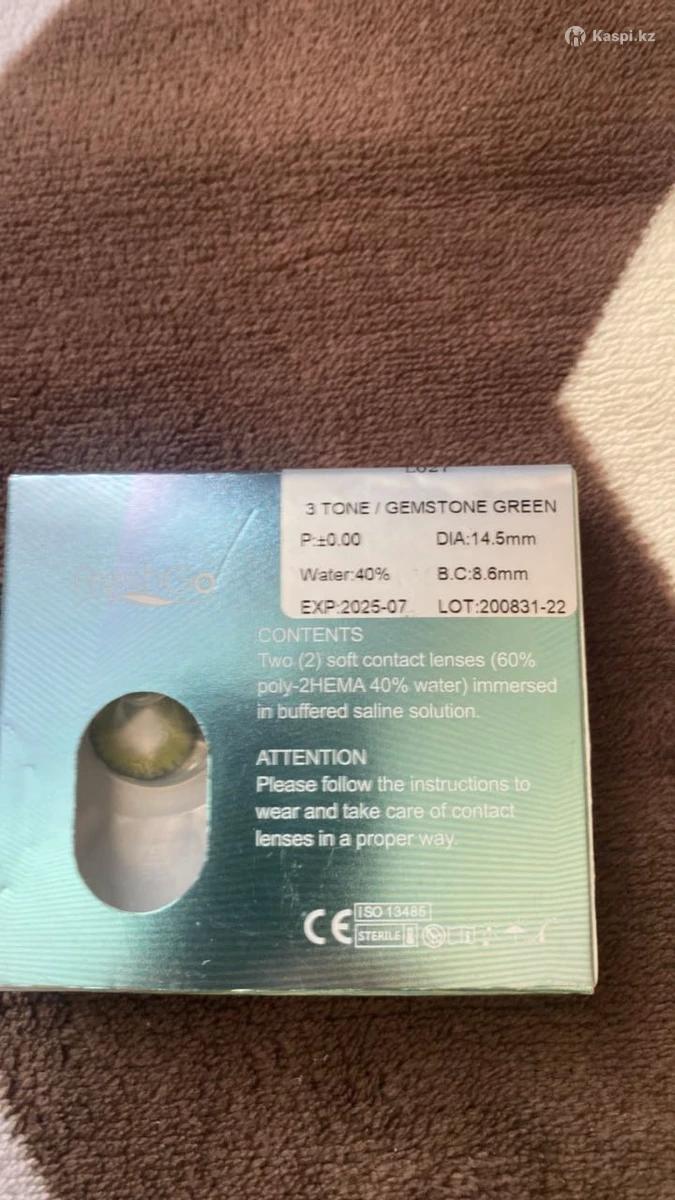 Kaspi.kz
3 TONE / GEMSTONE GREEN
P:±0.00 DIA:14.5mm
Water:40% B.C:8.6mm
EXP:2025-07 LOT:200831-22
CONTENTS
Two (2) soft contact lenses (60%
poly-2HEMA 40% water) immersed
in buffered saline solution.
ATTENTION
Please follow the instructions to
wear and take care of contact
lenses in a proper way.
CE ISO 13485
STERILE